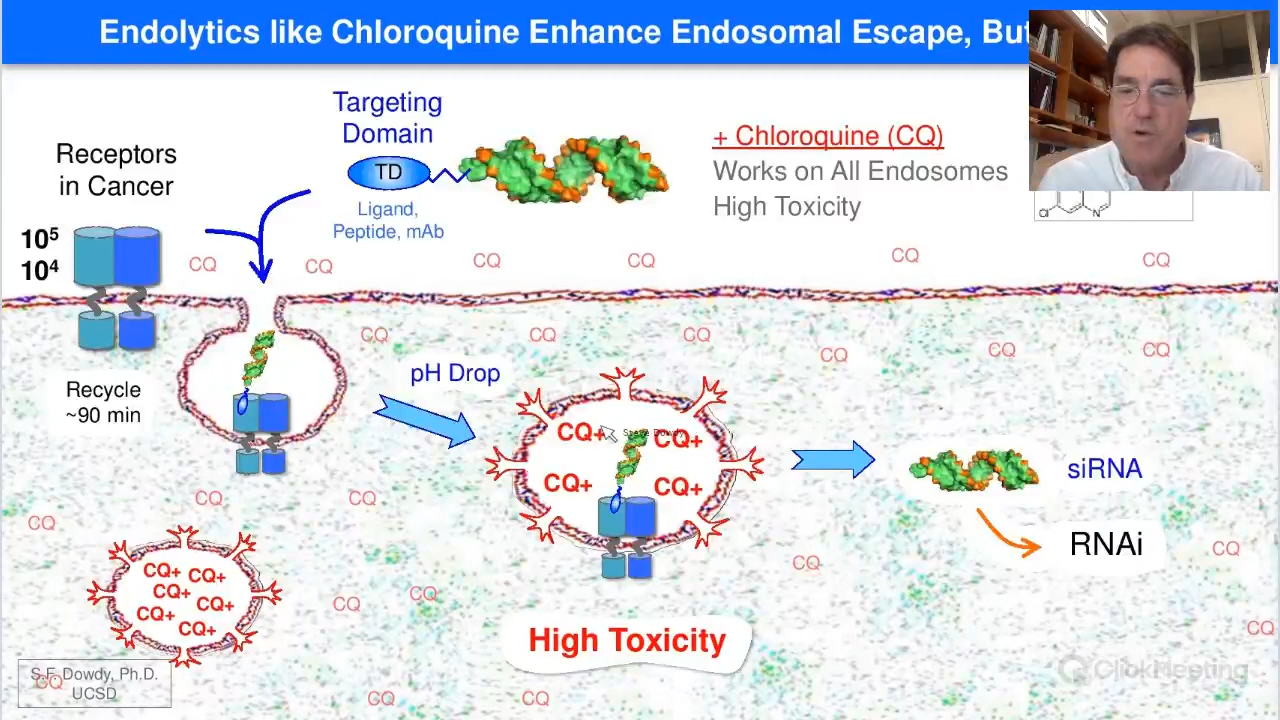 Endolytics like Chloroquine Enhance Endosomal Escape, But
Targeting
Domain
TD
Ligand,
Peptide, mAb
+ Chloroquine (CQ)
Works on All Endosomes
High Toxicity
Cl
N
Receptors
in Cancer
10⁵
10⁴
CQ
CQ
CQ
CQ
CQ
CQ
CQ
CQ
CQ
CQ
CQ
CQ
Recycle
~90 min
pH Drop
CQ+
Steve Dowdy
CQ+
CQ+
CQ+
siRNA
RNAi
CQ
CQ
CQ
CQ
CQ
CQ
CQ
CQ+ CQ+
CQ+
CQ+ CQ+
CQ+
CQ
High Toxicity
S.F. Dowdy, Ph.D.
UCSD
CQ
CQ
CQ
ClickMeeting